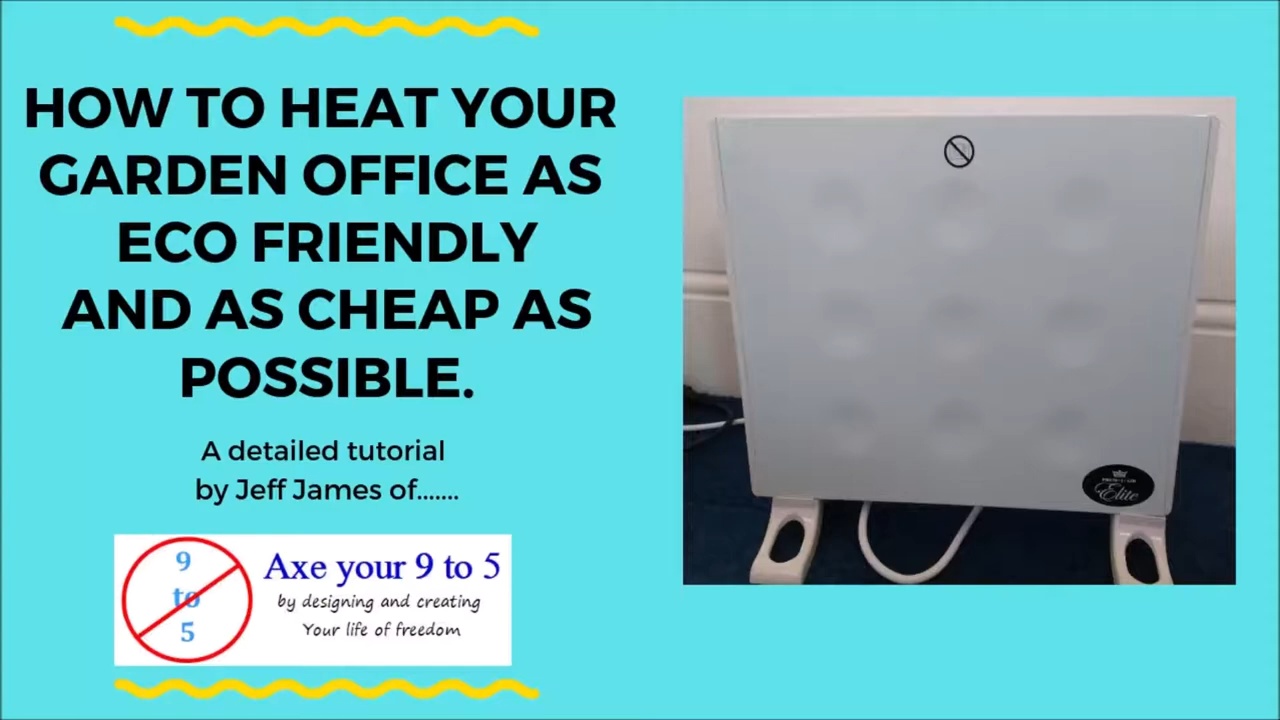 HOW TO HEAT YOUR
GARDEN OFFICE AS
ECO FRIENDLY
AND AS CHEAP AS
POSSIBLE.
A detailed tutorial
by Jeff James of.......
9
to
5
Axe your 9 to 5
by designing and creating
Your life of freedom
Elite